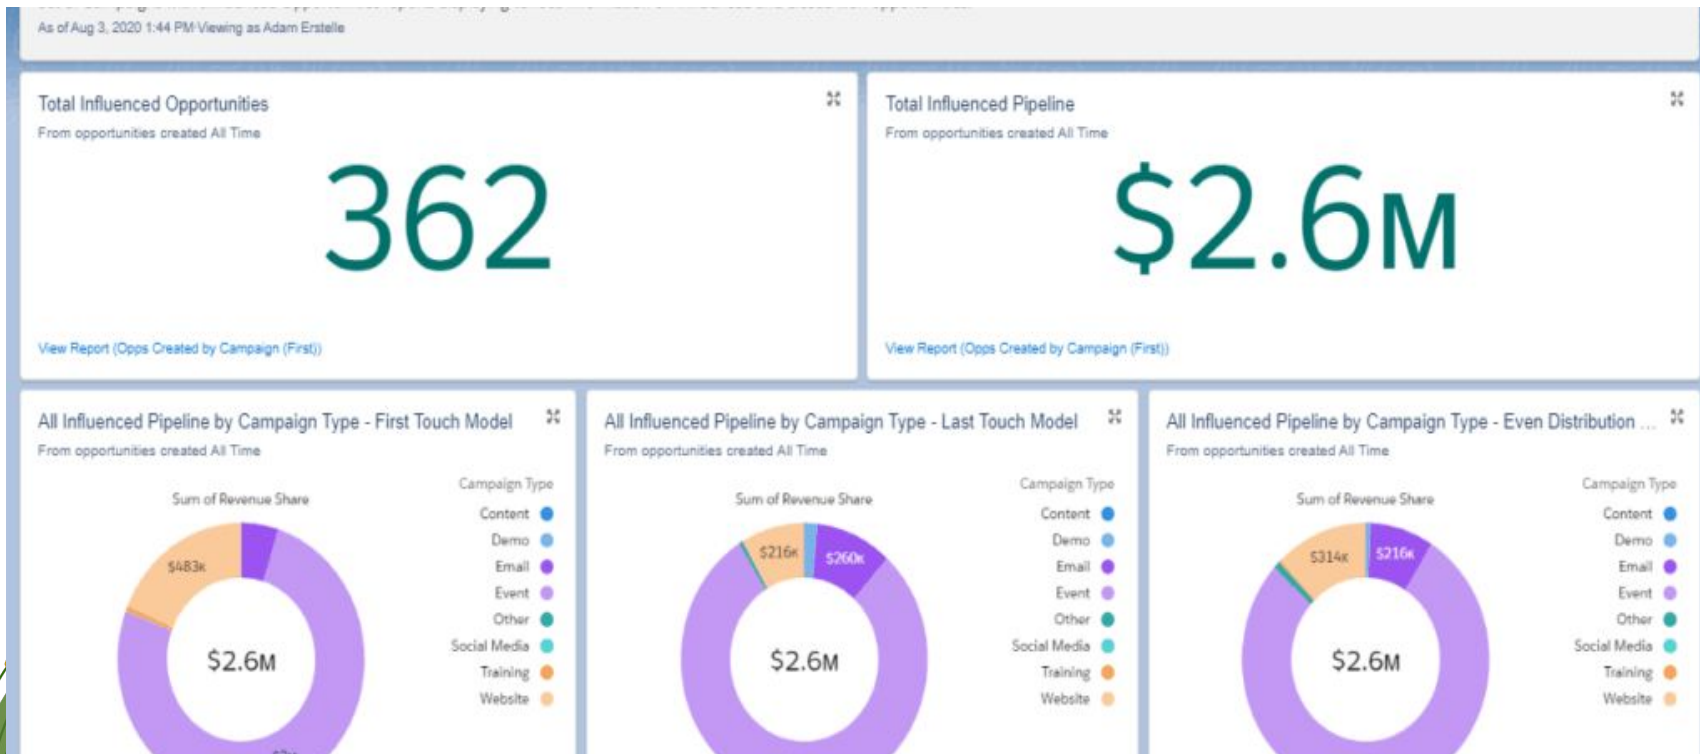 As of Aug 3, 2020 1:44 PM·Viewing as Adam Erstelle
Total Influenced Opportunities
From opportunities created All Time
362
View Report (Opps Created by Campaign (First))
Total Influenced Pipeline
From opportunities created All Time
$2.6M
View Report (Opps Created by Campaign (First))
All Influenced Pipeline by Campaign Type - First Touch Model
From opportunities created All Time
Sum of Revenue Share
$483K
$2.6M
Campaign Type
Content
Demo
Email
Event
Other
Social Media
Training
Website
All Influenced Pipeline by Campaign Type - Last Touch Model
From opportunities created All Time
Sum of Revenue Share
$216K
$260K
$2.6M
Campaign Type
Content
Demo
Email
Event
Other
Social Media
Training
Website
All Influenced Pipeline by Campaign Type - Even Distribution ...
From opportunities created All Time
Sum of Revenue Share
$314K
$216K
$2.6M
Campaign Type
Content
Demo
Email
Event
Other
Social Media
Training
Website